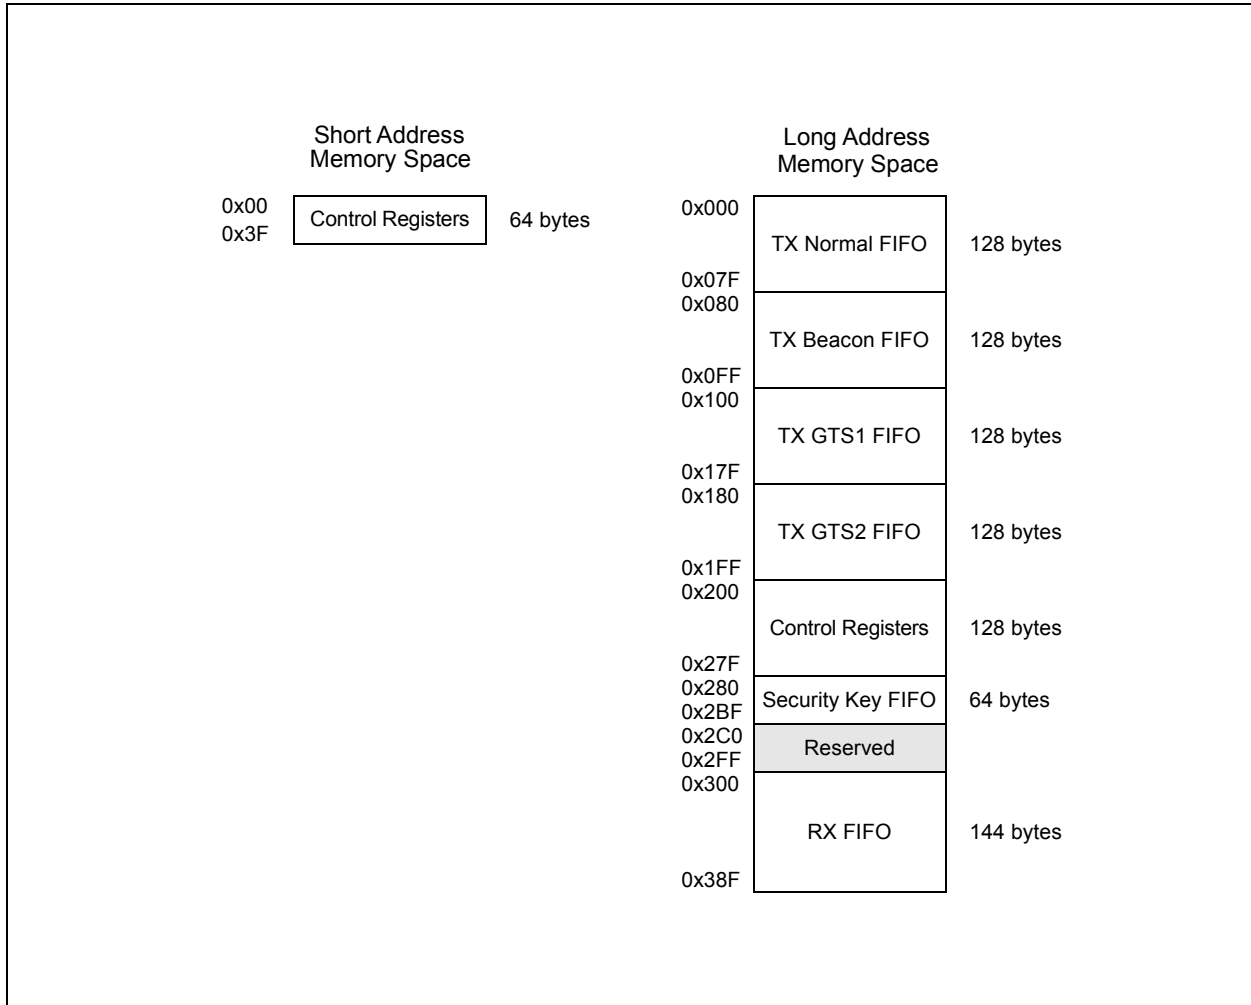 Short Address
Memory Space
0x00
Control Registers
64 bytes
0x3F
Long Address
Memory Space
0x000
TX Normal FIFO
128 bytes
0x07F
0x080
TX Beacon FIFO
128 bytes
0x0FF
0x100
TX GTS1 FIFO
128 bytes
0x17F
0x180
TX GTS2 FIFO
128 bytes
0x1FF
0x200
Control Registers
128 bytes
0x27F
0x280
Security Key FIFO
64 bytes
0x2BF
0x2C0
Reserved
0x2FF
0x300
RX FIFO
144 bytes
0x38F